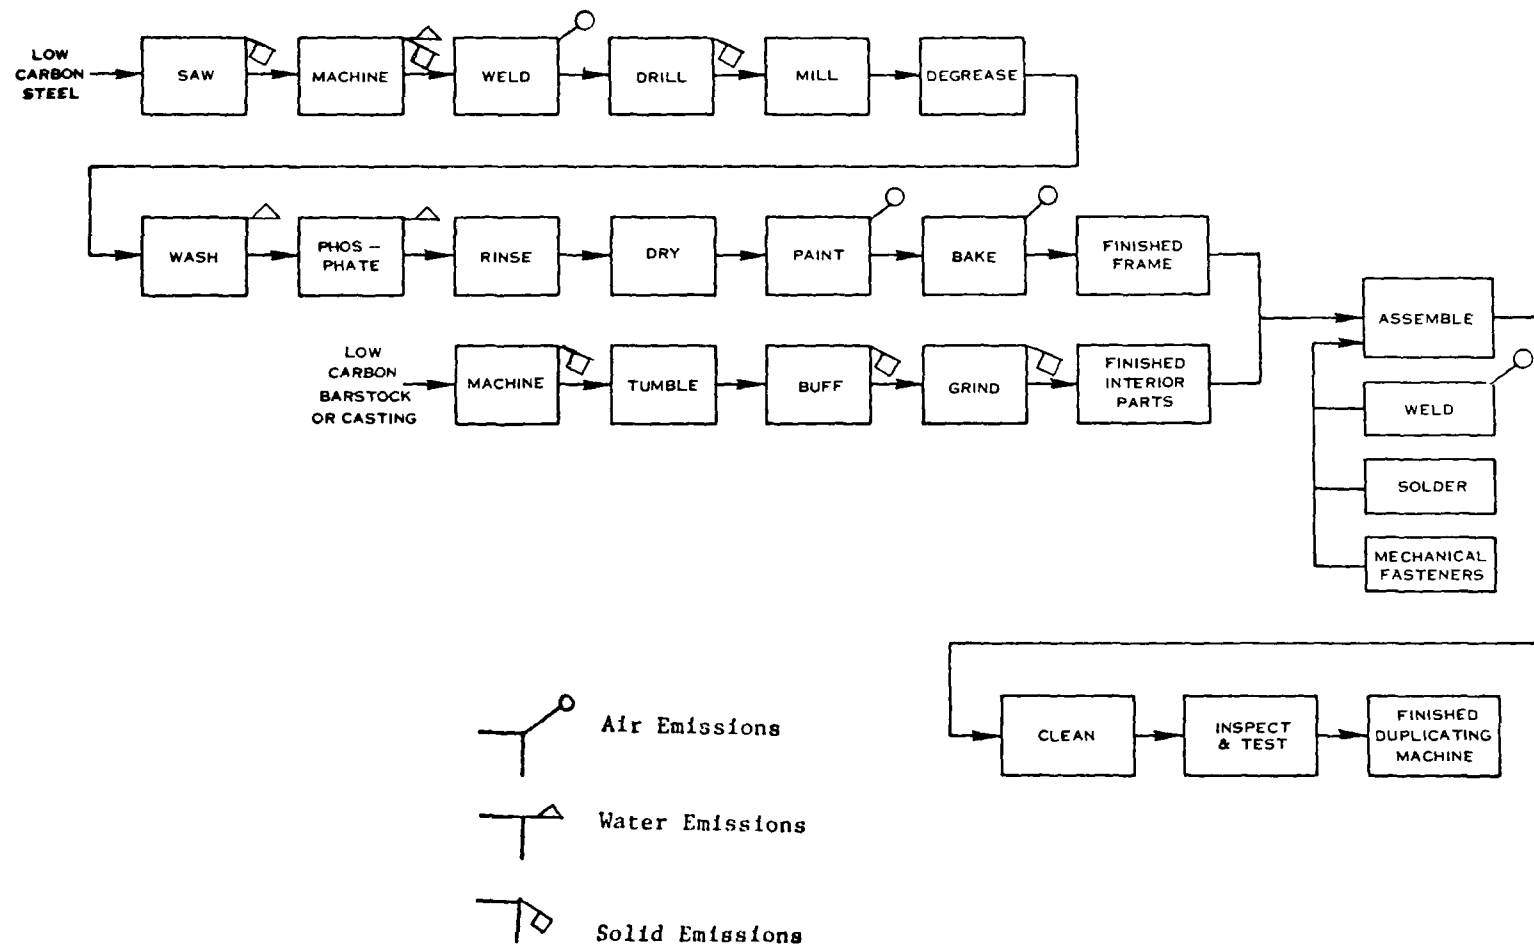 LOW
CARBON
STEEL
SAW
MACHINE
WELD
DRILL
MILL
DEGREASE
WASH
PHOS -
PHATE
RINSE
DRY
PAINT
BAKE
FINISHED
FRAME
ASSEMBLE
LOW
CARBON
BARSTOCK
OR CASTING
MACHINE
TUMBLE
BUFF
GRIND
FINISHED
INTERIOR
PARTS
WELD
SOLDER
MECHANICAL
FASTENERS
CLEAN
INSPECT
& TEST
FINISHED
DUPLICATING
MACHINE
Air Emissions
Water Emissions
Solid Emissions